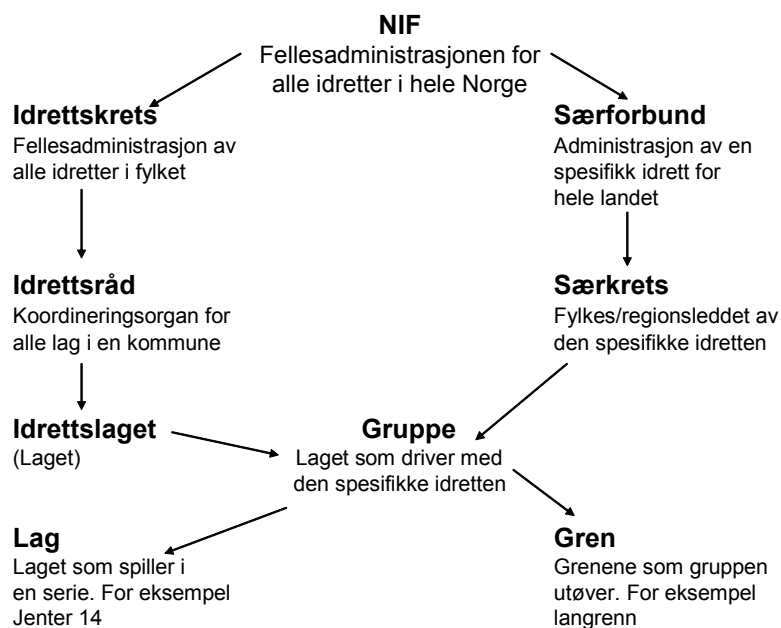 NIF
Fellesadministrasjonen for
alle idretter i hele Norge
Idrettskrets
Fellesadministrasjon av
alle idretter i fylket
Særforbund
Administrasjon av en
spesifikk idrett for
hele landet
Idrettsråd
Koordineringsorgan for
alle lag i en kommune
Særkrets
Fylkes/regionsleddet av
den spesifikke idretten
Idrettslaget
(Laget)
Gruppe
Laget som driver med
den spesifikke idretten
Lag
Laget som spiller i
en serie. For eksempel
Jenter 14
Gren
Grenene som gruppen
utøver. For eksempel
langrenn